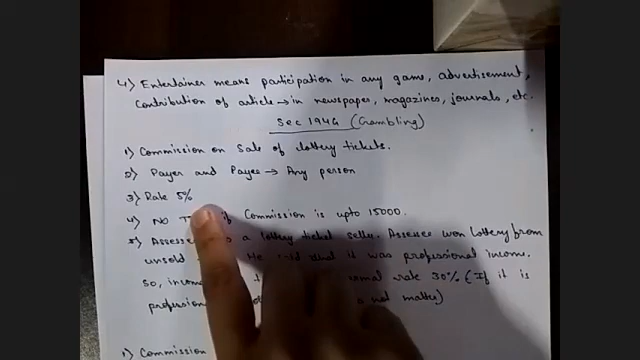 4) Entertainer means participation in any game, advertisement,
Contribution of article → in newspaper, magazines, journals, etc.
Sec 194G (Gambling)
1) Commission on Sale of lottery tickets.
2) Payer and Payee → Any person
3) Rate 5%
4) NO T if Commission is upto 15000.
5) Assessee a lottery ticket seller. Assessee won lottery from
unsold He said that it was professional income.
So, income normal rate 30% (If it is
profession not matter)
1) Commission